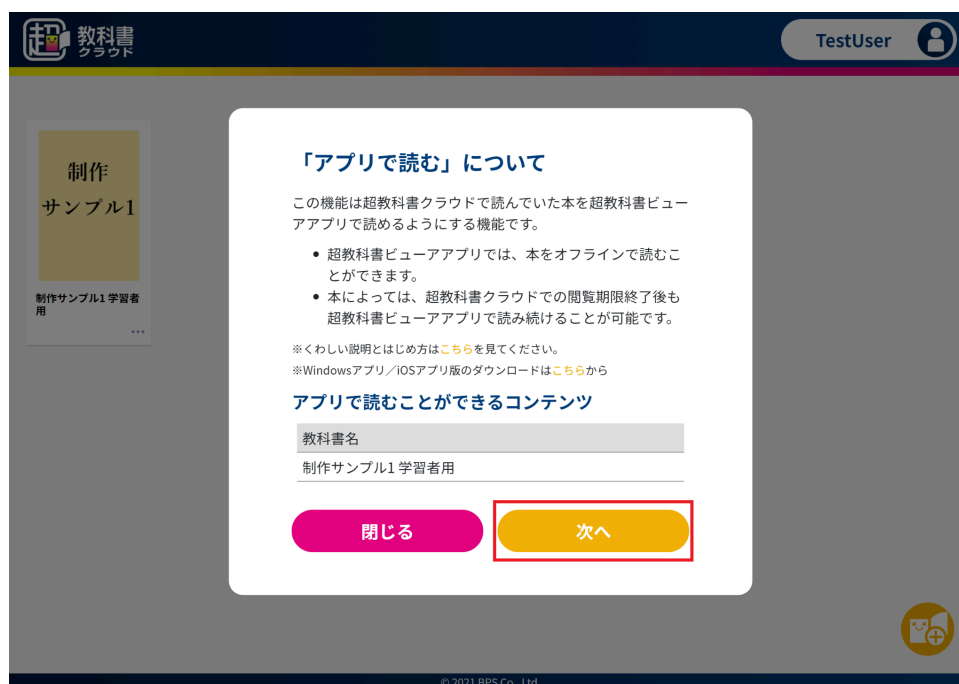 超 教科書
クラウド
TestUser
制作
サンプル1
制作サンプル1 学習者
用
「アプリで読む」について
この機能は超教科書クラウドで読んでいた本を超教科書ビュー
アアプリで読めるようにする機能です。
• 超教科書ビューアアプリでは、本をオフラインで読むこ
とができます。
• 本によっては、超教科書クラウドでの閲覧期限終了後も
超教科書ビューアアプリで読み続けることが可能です。
※くわしい説明とはじめ方はこちらを見てください。
※Windowsアプリ／iOSアプリ版のダウンロードはこちらから
アプリで読むことができるコンテンツ
教科書名
制作サンプル1 学習者用
閉じる
次へ
© 2021 BPS Co., Ltd.